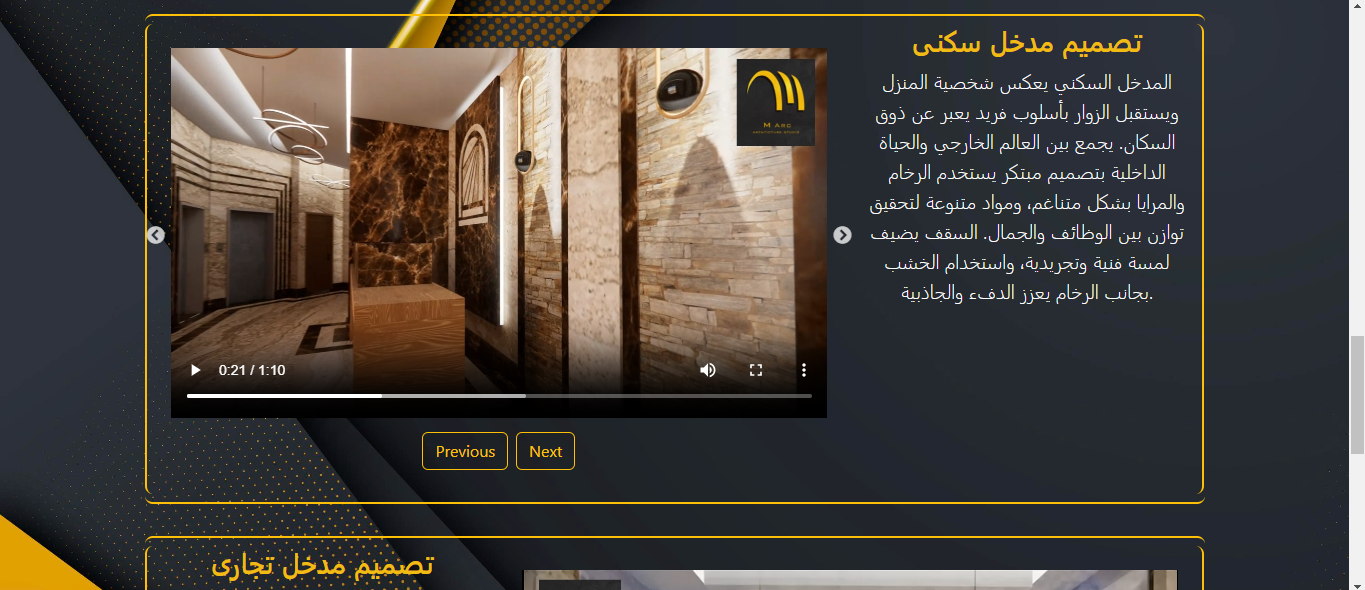 تصميم مدخل سكنى
المدخل السكني يعكس شخصية المنزل
ويستقبل الزوار بأسلوب فريد يعبر عن ذوق
السكان. يجمع بين العالم الخارجي والحياة
الداخلية بتصميم مبتكر يستخدم الرخام
والمرايا بشكل متناغم، ومواد متنوعة لتحقيق
توازن بين الوظائف والجمال. السقف يضيف
لمسة فنية وتجريدية، واستخدام الخشب
.بجانب الرخام يعزز الدفء والجاذبية
M Arc
ARCHITECTURE STUDIO
0:21 / 1:10
Previous
Next
تصميم مدخل تجارى